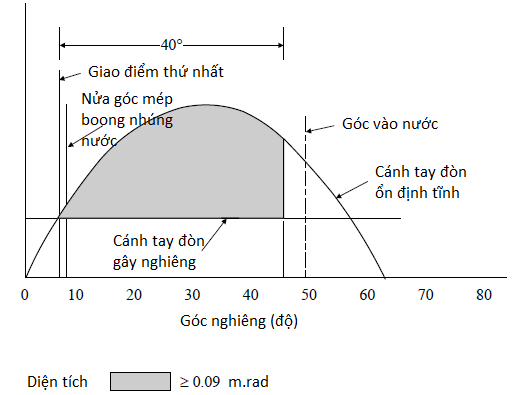 40°
Giao điểm thứ nhất
Nửa góc mép
boong nhúng
nước
Góc vào nước
Cánh tay đòn
ổn định tĩnh
Cánh tay đòn
gây nghiêng
0 10 20 30 40 50 60 70 80
Góc nghiêng (độ)
Diện tích ≥ 0.09 m.rad